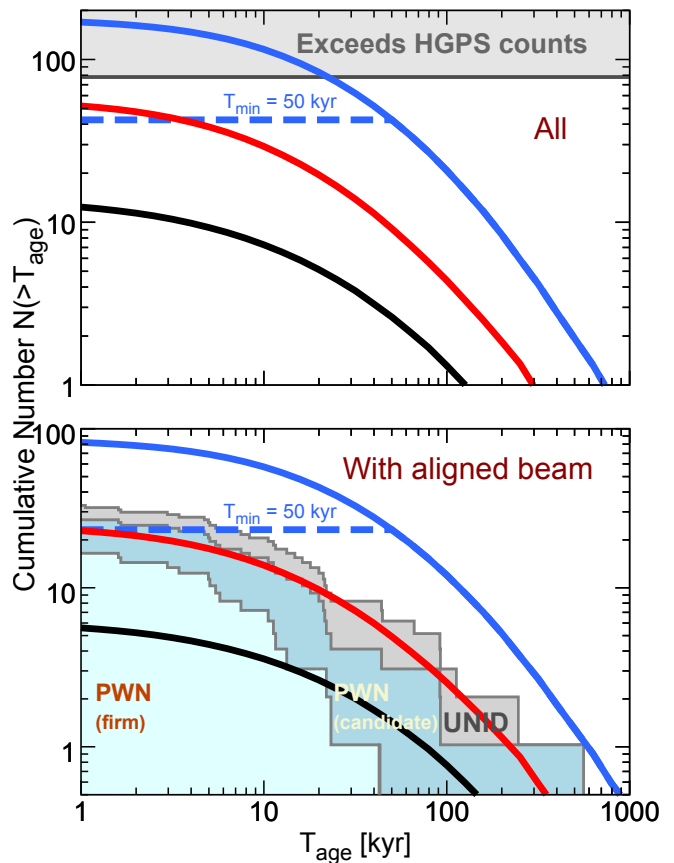 Exceeds HGPS counts
100
T_min = 50 kyr
All
10
1
Cumulative Number N(>T_age)
100
With aligned beam
T_min = 50 kyr
10
PWN
(firm)
PWN
(candidate)
UNID
1
1 10 100 1000
T_age [kyr]